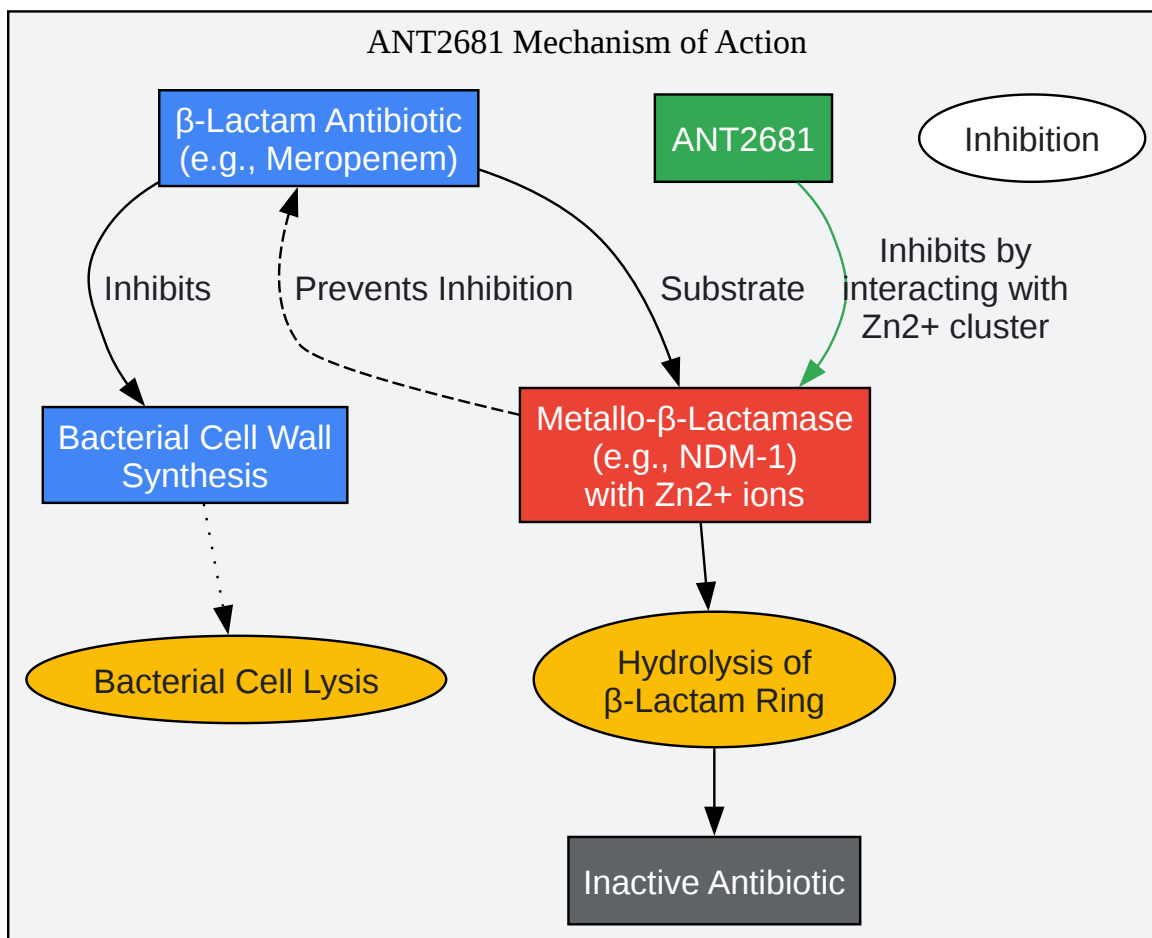 ANT2681 Mechanism of Action
β-Lactam Antibiotic
(e.g., Meropenem)
ANT2681
Inhibition
Inhibits
Prevents Inhibition
Substrate
Inhibits by
interacting with
Zn2+ cluster
Bacterial Cell Wall
Synthesis
Metallo-β-Lactamase
(e.g., NDM-1)
with Zn2+ ions
Bacterial Cell Lysis
Hydrolysis of
β-Lactam Ring
Inactive Antibiotic